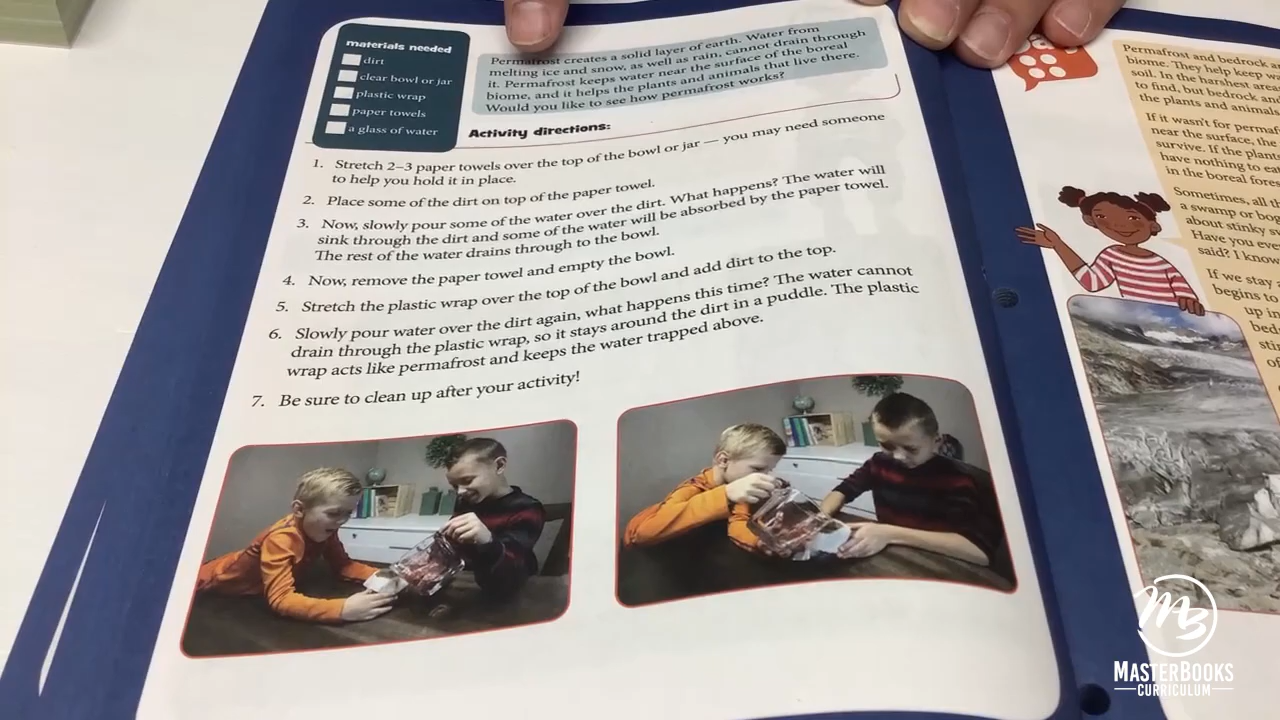 materials needed
dirt
clear bowl or jar
plastic wrap
paper towels
a glass of water
Permafrost creates a solid layer of earth. Water from
melting ice and snow, as well as rain, cannot drain through
it. Permafrost keeps water near the surface of the boreal
biome, and it helps the plants and animals that live there.
Would you like to see how permafrost works?
Activity directions:
1. Stretch 2–3 paper towels over the top of the bowl or jar — you may need someone
to help you hold it in place.
2. Place some of the dirt on top of the paper towel.
3. Now, slowly pour some of the water over the dirt. What happens? The water will
sink through the dirt and some of the water will be absorbed by the paper towel.
The rest of the water drains through to the bowl.
4. Now, remove the paper towel and empty the bowl.
5. Stretch the plastic wrap over the top of the bowl and add dirt to the top.
6. Slowly pour water over the dirt again, what happens this time? The water cannot
drain through the plastic wrap, so it stays around the dirt in a puddle. The plastic
wrap acts like permafrost and keeps the water trapped above.
7. Be sure to clean up after your activity!
Permafrost and bedrock a
biome. They help keep w
soil. In the harshest area
to find, but bedrock and
the plants and animal
If it wasn't for permaf
near the surface, the
survive. If the plant
have nothing to eat
in the boreal fore
Sometimes, all th
a swamp or bog
about stinky s
Have you ever
said? I know
If we stay
begins to
up in
bed
stin
of
MB
MASTERBOOKS
CURRICULUM